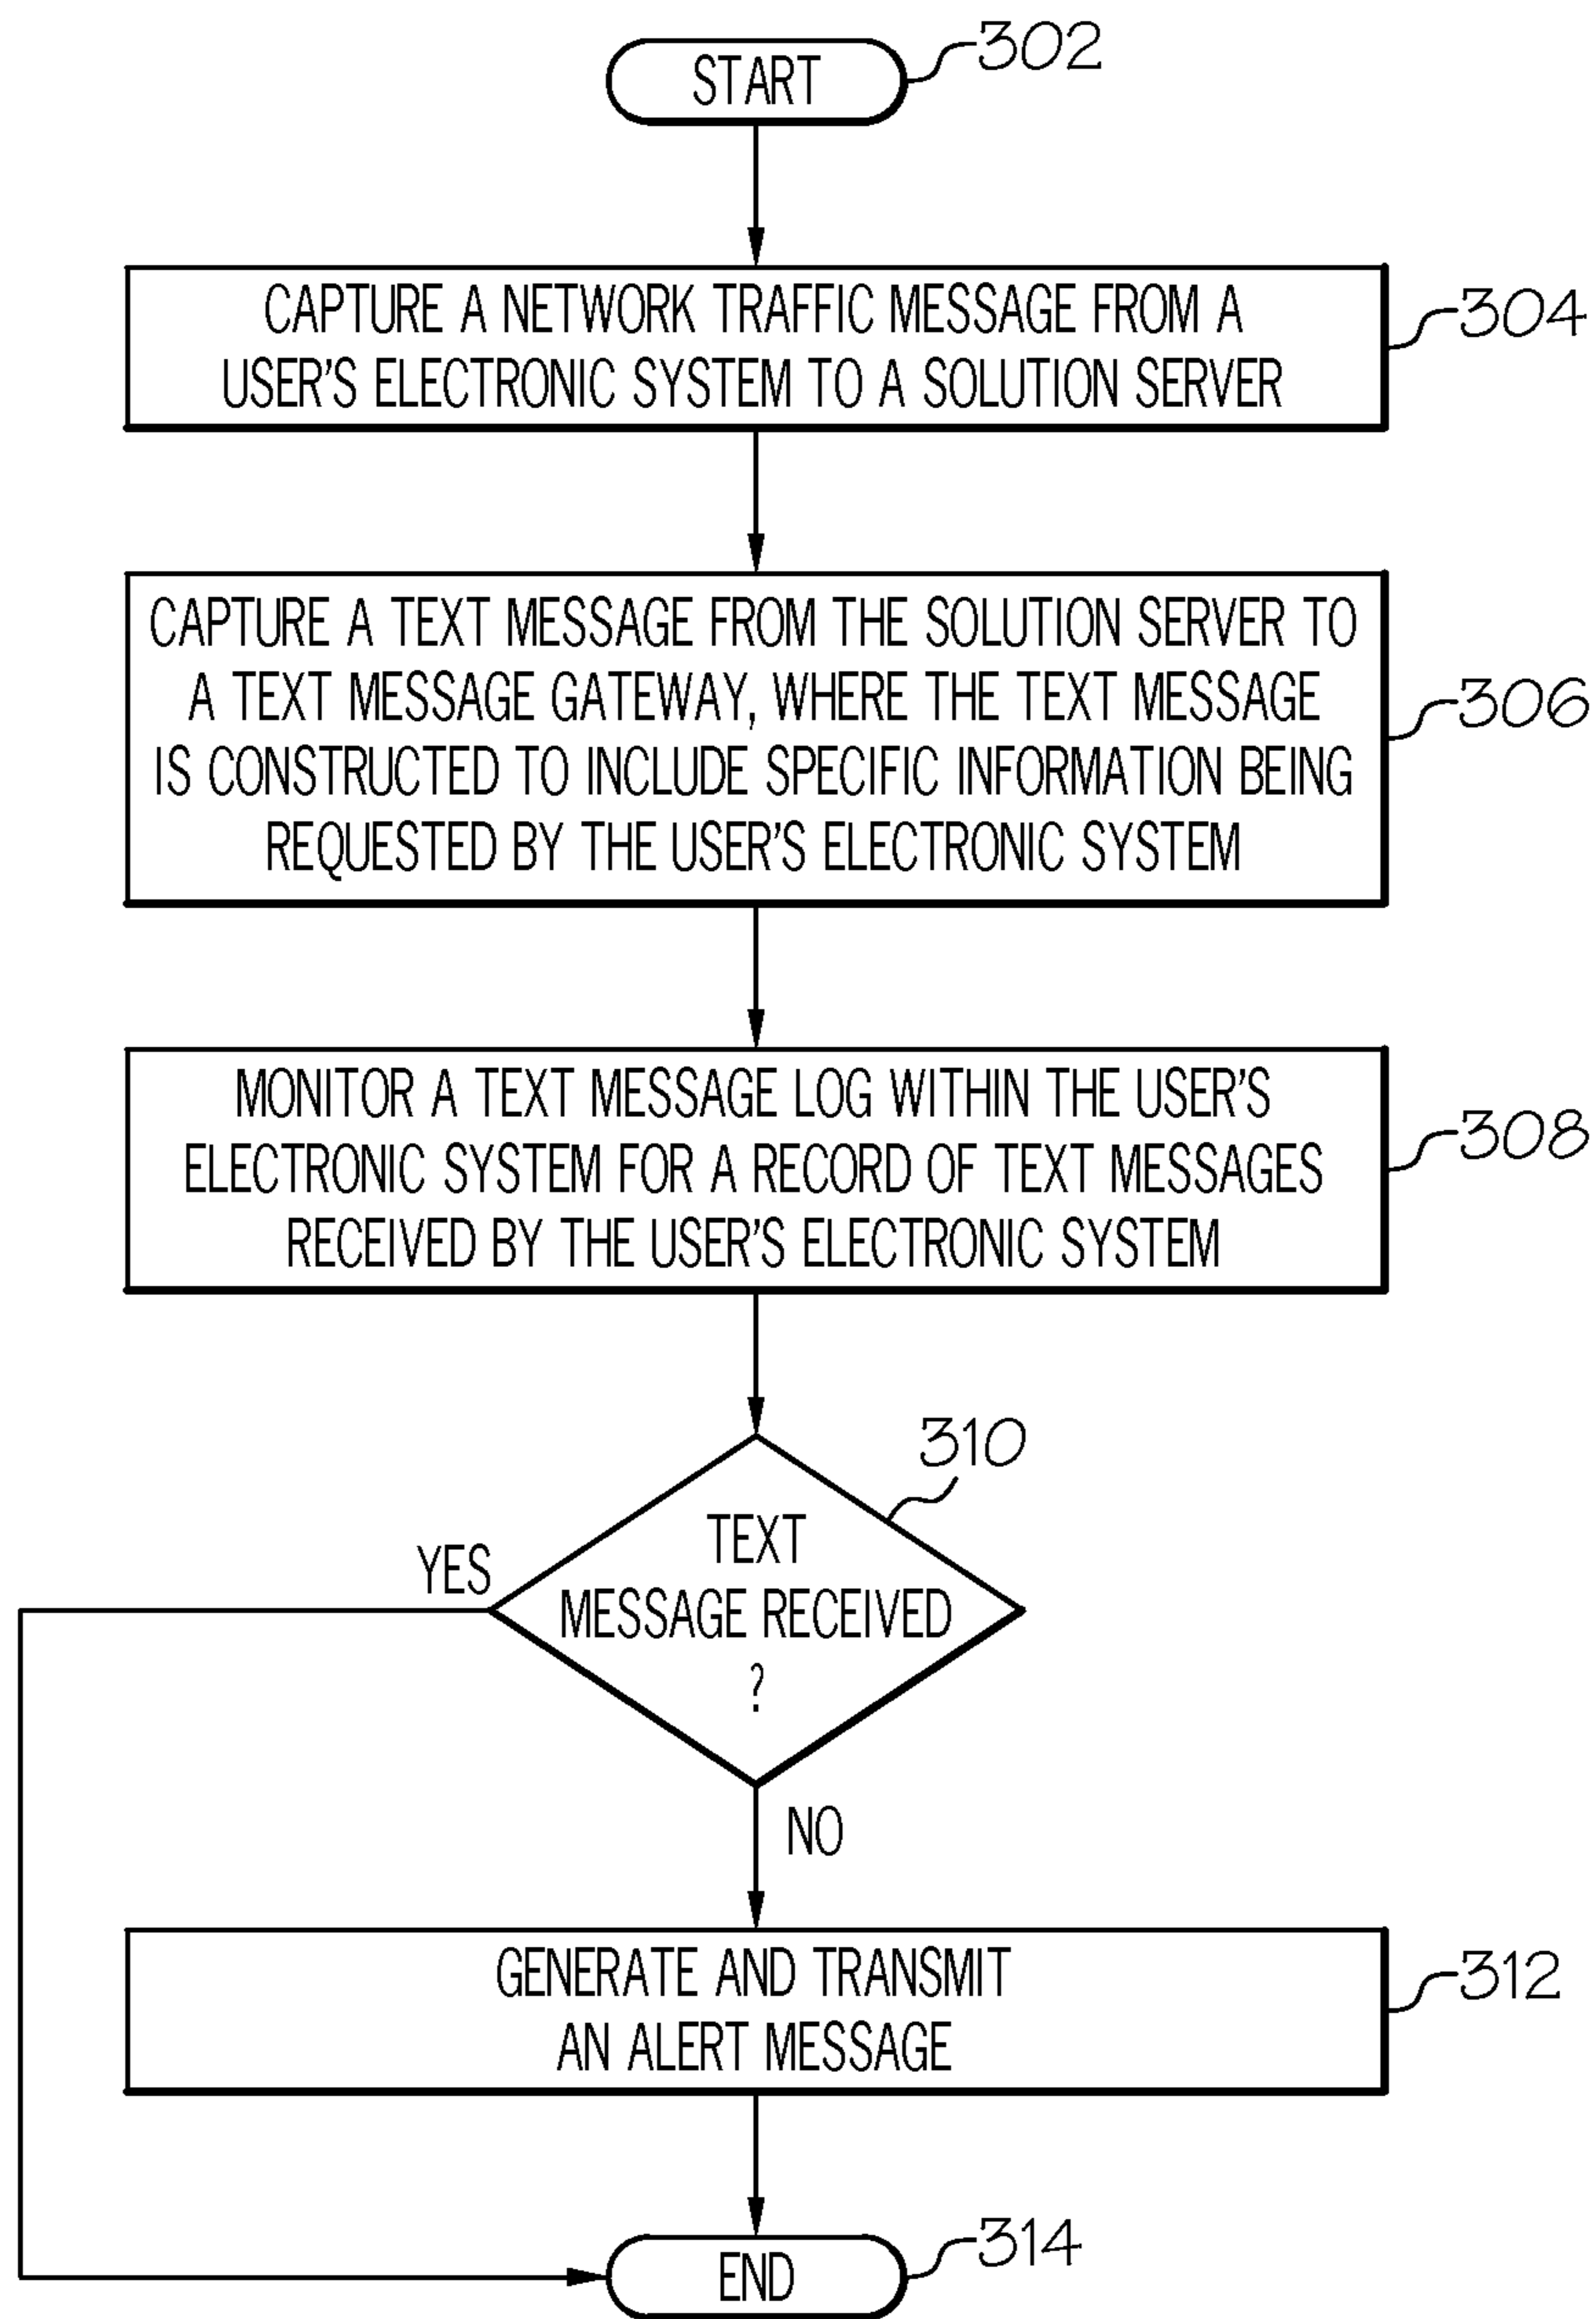 START
302
CAPTURE A NETWORK TRAFFIC MESSAGE FROM A
USER'S ELECTRONIC SYSTEM TO A SOLUTION SERVER
304
CAPTURE A TEXT MESSAGE FROM THE SOLUTION SERVER TO
A TEXT MESSAGE GATEWAY, WHERE THE TEXT MESSAGE
IS CONSTRUCTED TO INCLUDE SPECIFIC INFORMATION BEING
REQUESTED BY THE USER'S ELECTRONIC SYSTEM
306
MONITOR A TEXT MESSAGE LOG WITHIN THE USER'S
ELECTRONIC SYSTEM FOR A RECORD OF TEXT MESSAGES
RECEIVED BY THE USER'S ELECTRONIC SYSTEM
308
310
TEXT
MESSAGE RECEIVED
?
YES
NO
GENERATE AND TRANSMIT
AN ALERT MESSAGE
312
END
314